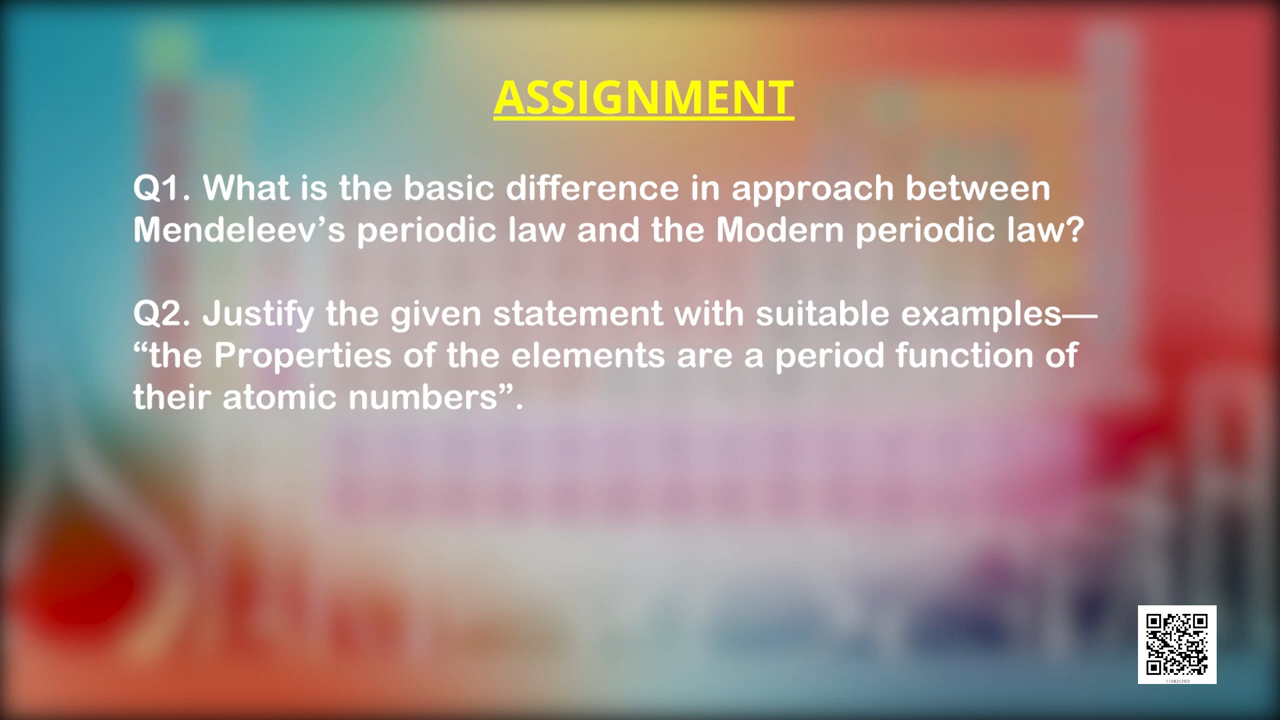 ASSIGNMENT
Q1. What is the basic difference in approach between
Mendeleev’s periodic law and the Modern periodic law?
Q2. Justify the given statement with suitable examples—
“the Properties of the elements are a period function of
their atomic numbers”.